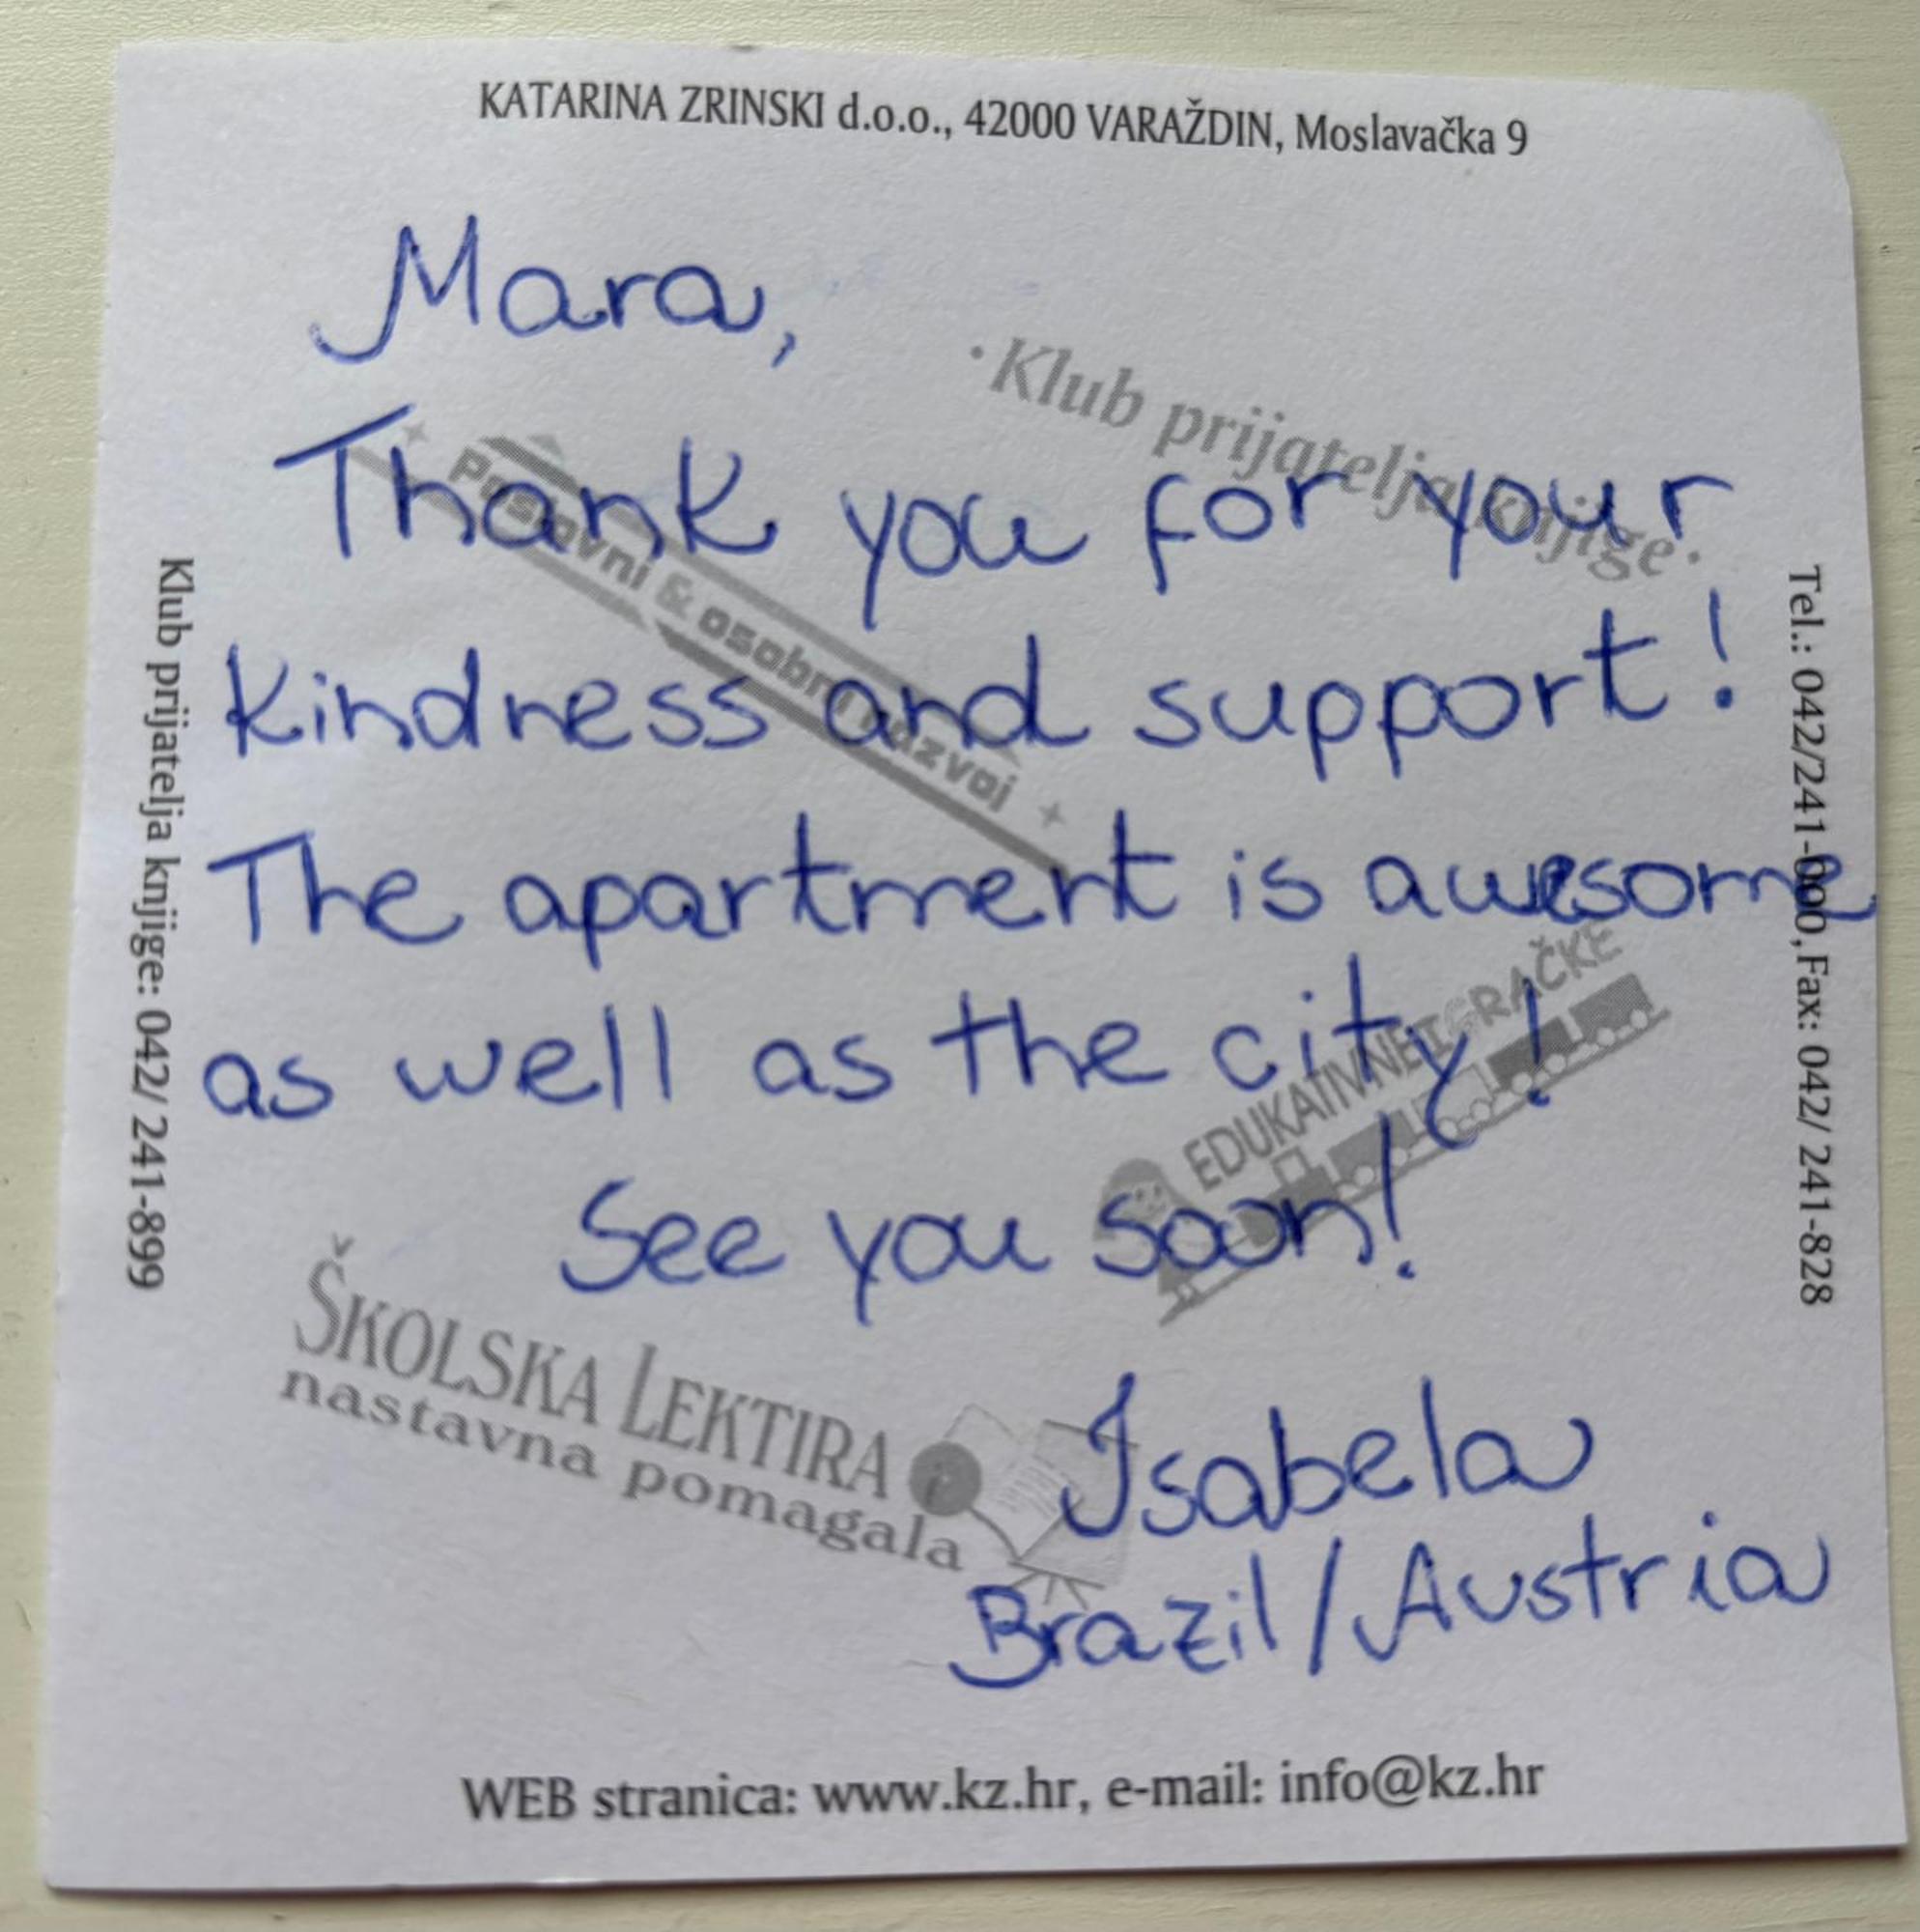 KATARINA ZRINSKI d.o.o., 42000 VARAŽDIN, Moslavačka 9
Mara,
· Klub prijatelja knjige ·
Thank you for your
Poslovni & osobni razvoj
kindness and support!
The apartment is awesome
as well as the city!
EDUKATIVNE IGRAČKE
See you soon!
ŠKOLSKA LEKTIRA i
nastavna pomagala
Isabela
Brazil/Austria
Klub prijatelja knjige: 042/ 241-899
Tel.: 042/241-000,Fax: 042/ 241-828
WEB stranica: www.kz.hr, e-mail: info@kz.hr